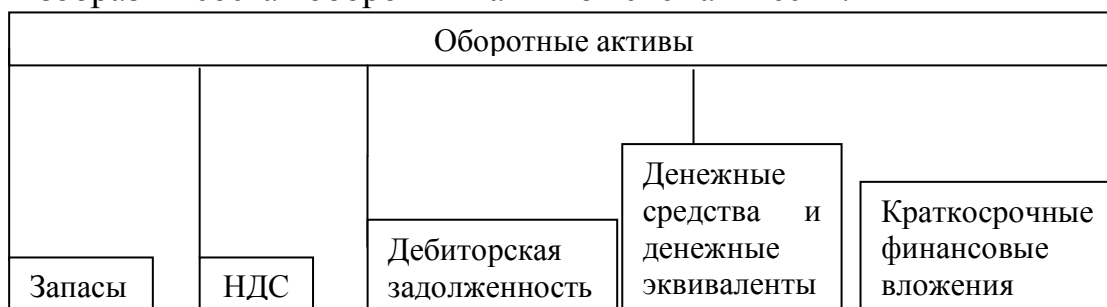 Оборотные активы
Запасы
НДС
Дебиторская
задолженность
Денежные
средства и
денежные
эквиваленты
Краткосрочные
финансовые
вложения